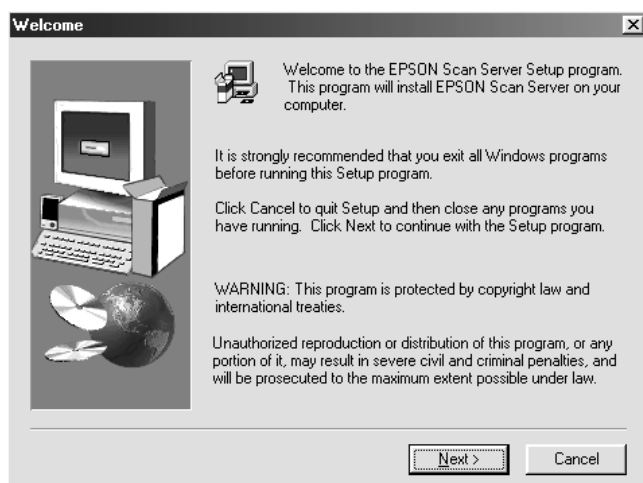 Welcome
Welcome to the EPSON Scan Server Setup program.
This program will install EPSON Scan Server on your
computer.
It is strongly recommended that you exit all Windows programs
before running this Setup program.
Click Cancel to quit Setup and then close any programs you
have running. Click Next to continue with the Setup program.
WARNING: This program is protected by copyright law and
international treaties.
Unauthorized reproduction or distribution of this program, or any
portion of it, may result in severe civil and criminal penalties, and
will be prosecuted to the maximum extent possible under law.
Next >
Cancel